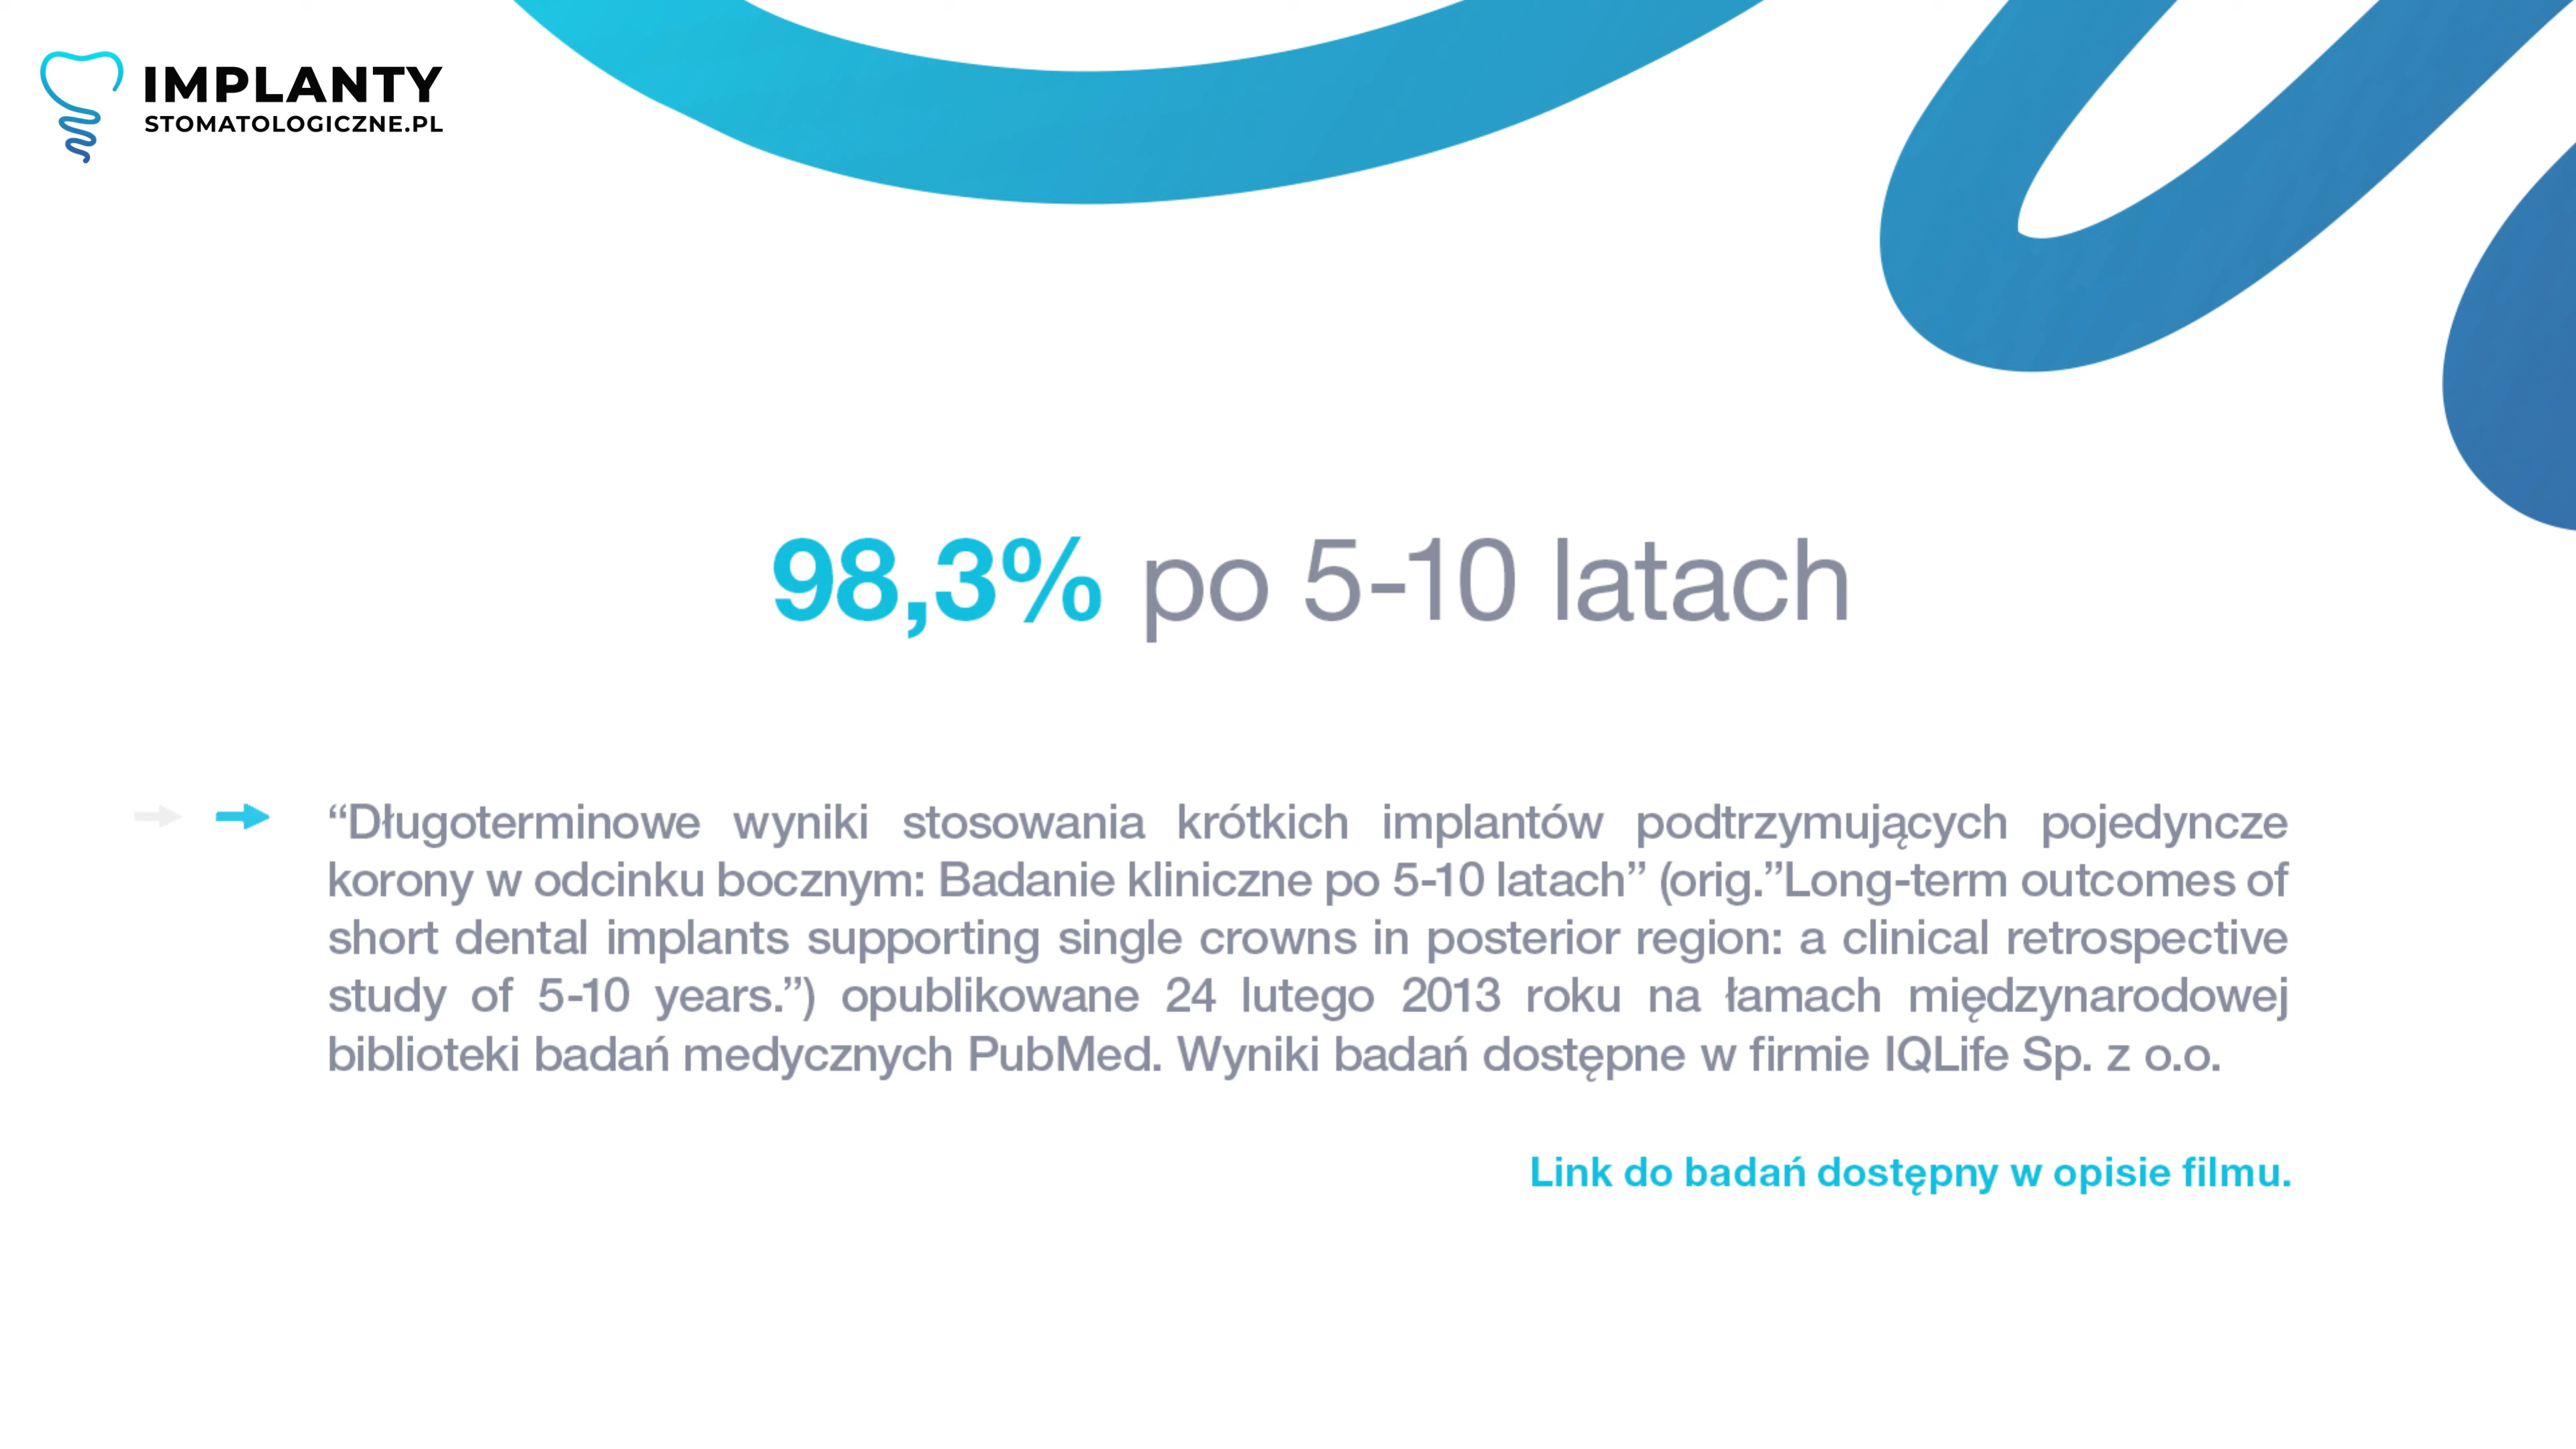 IMPLANTY
STOMATOLOGICZNE.PL
98,3% po 5-10 latach
“Długoterminowe wyniki stosowania krótkich implantów podtrzymujących pojedyncze
korony w odcinku bocznym: Badanie kliniczne po 5-10 latach” (orig.”Long-term outcomes of
short dental implants supporting single crowns in posterior region: a clinical retrospective
study of 5-10 years.”) opublikowane 24 lutego 2013 roku na łamach międzynarodowej
biblioteki badań medycznych PubMed. Wyniki badań dostępne w firmie IQLife Sp. z o.o.
Link do badań dostępny w opisie filmu.